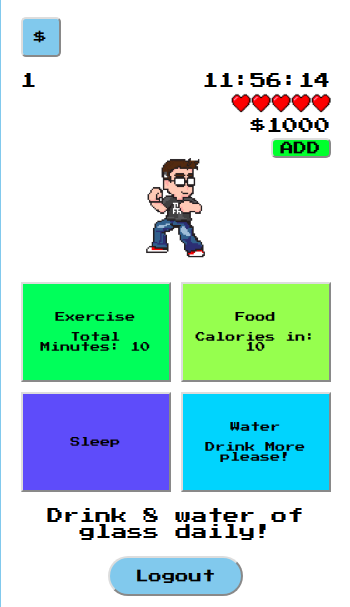 $
1
11:56:14
$1000
ADD
Exercise
Total
Minutes: 10
Food
Calories in:
10
Sleep
Water
Drink More
please!
Drink 8 water of
glass daily!
Logout